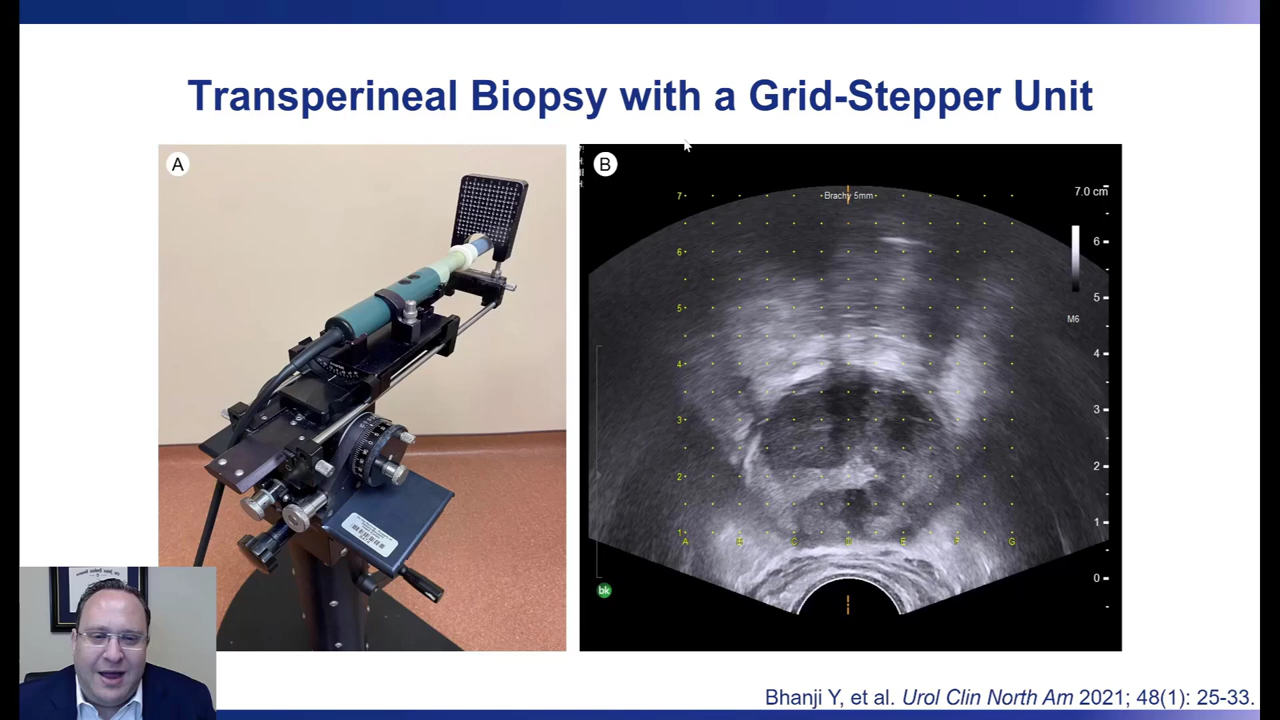 Transperineal Biopsy with a Grid-Stepper Unit
A
B
Brachy 5mm
7.0 cm
7
6
5
4
3
2
1
A
B
C
D
E
F
G
6
5
4
3
2
1
0
M6
bk
Bhanji Y, et al. Urol Clin North Am 2021; 48(1): 25-33.